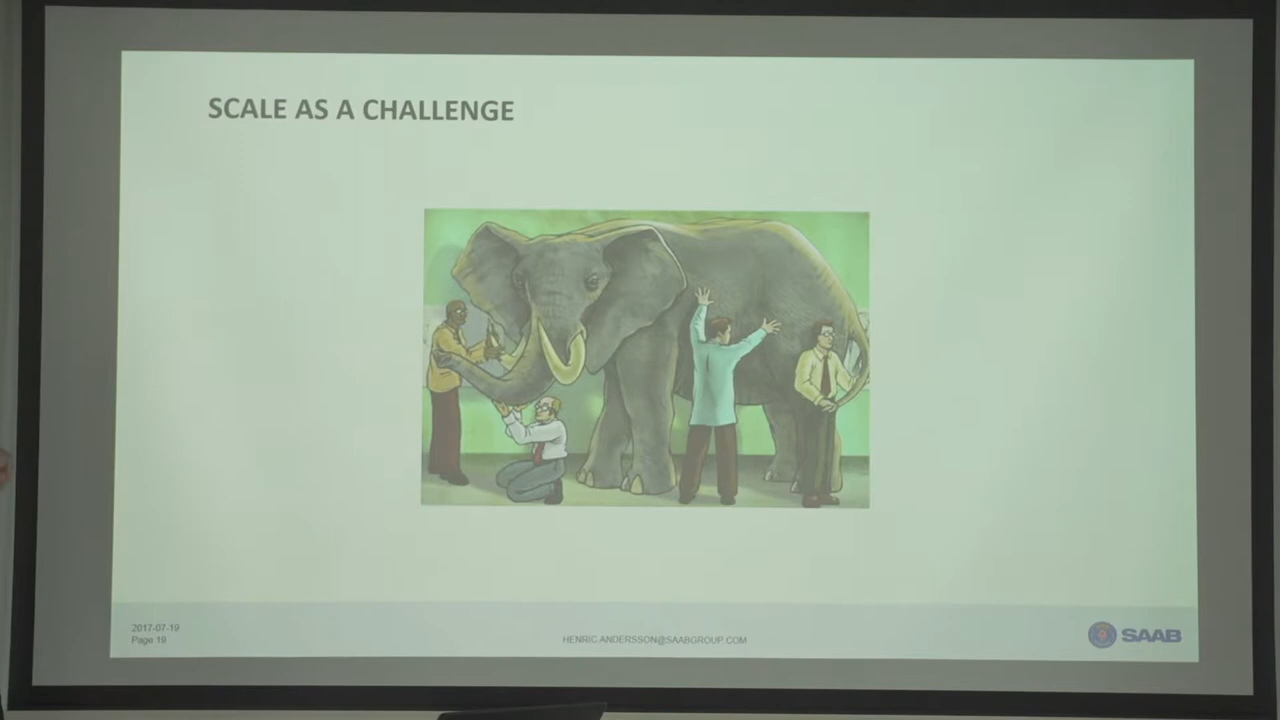 SCALE AS A CHALLENGE
2017-07-19
Page 19
HENRIC.ANDERSSON@SAABGROUP.COM
SAAB